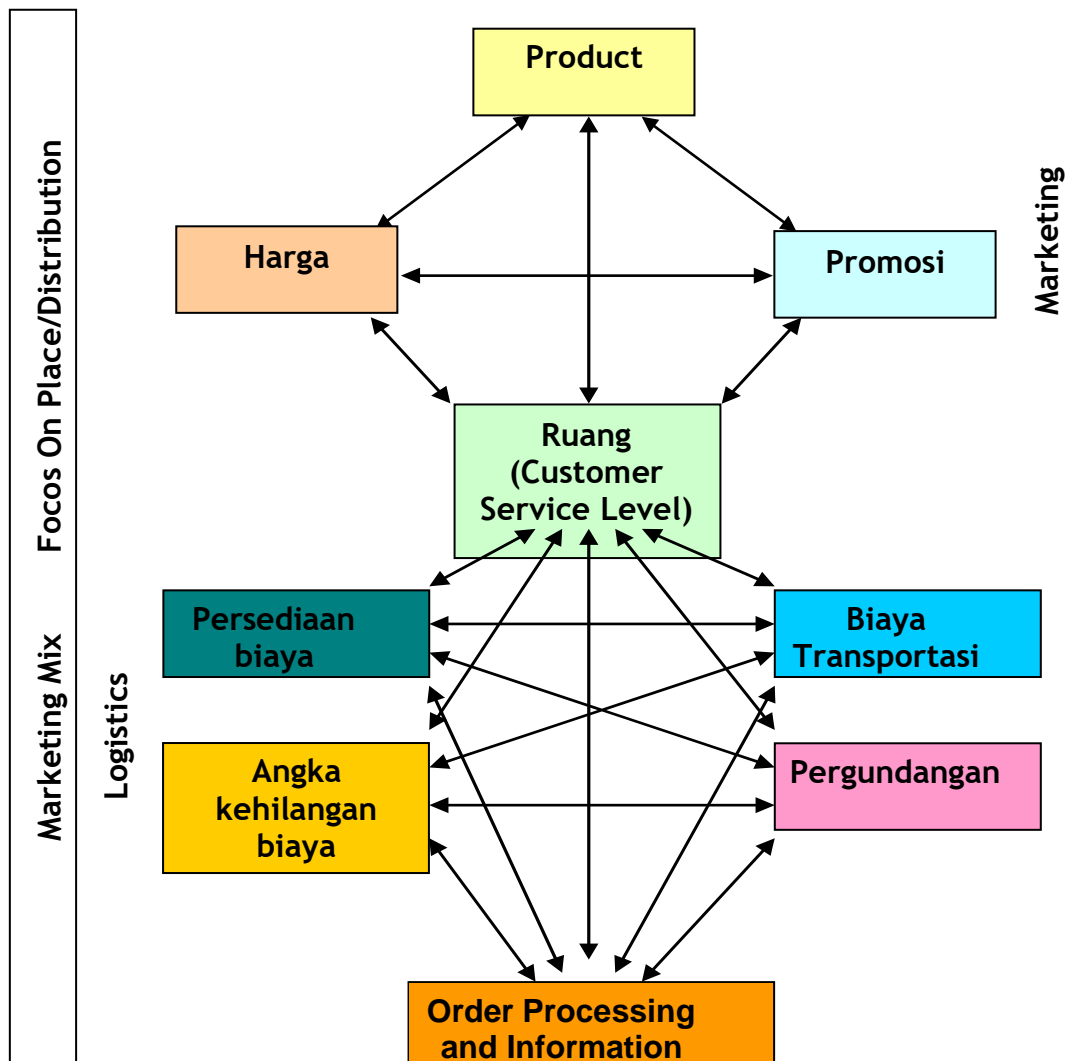 Product
Harga
Promosi
Marketing
Focos On Place/Distribution
Ruang
(Customer
Service Level)
Persediaan
biaya
Biaya
Transportasi
Marketing Mix
Logistics
Angka
kehilangan
biaya
Pergundangan
Order Processing
and Information